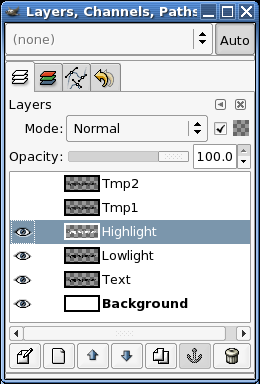 Layers, Channels, Paths
(none)
Auto
Layers
Mode: Normal
Opacity: 100.0
Tmp2
Tmp1
Highlight
Lowlight
Text
Background